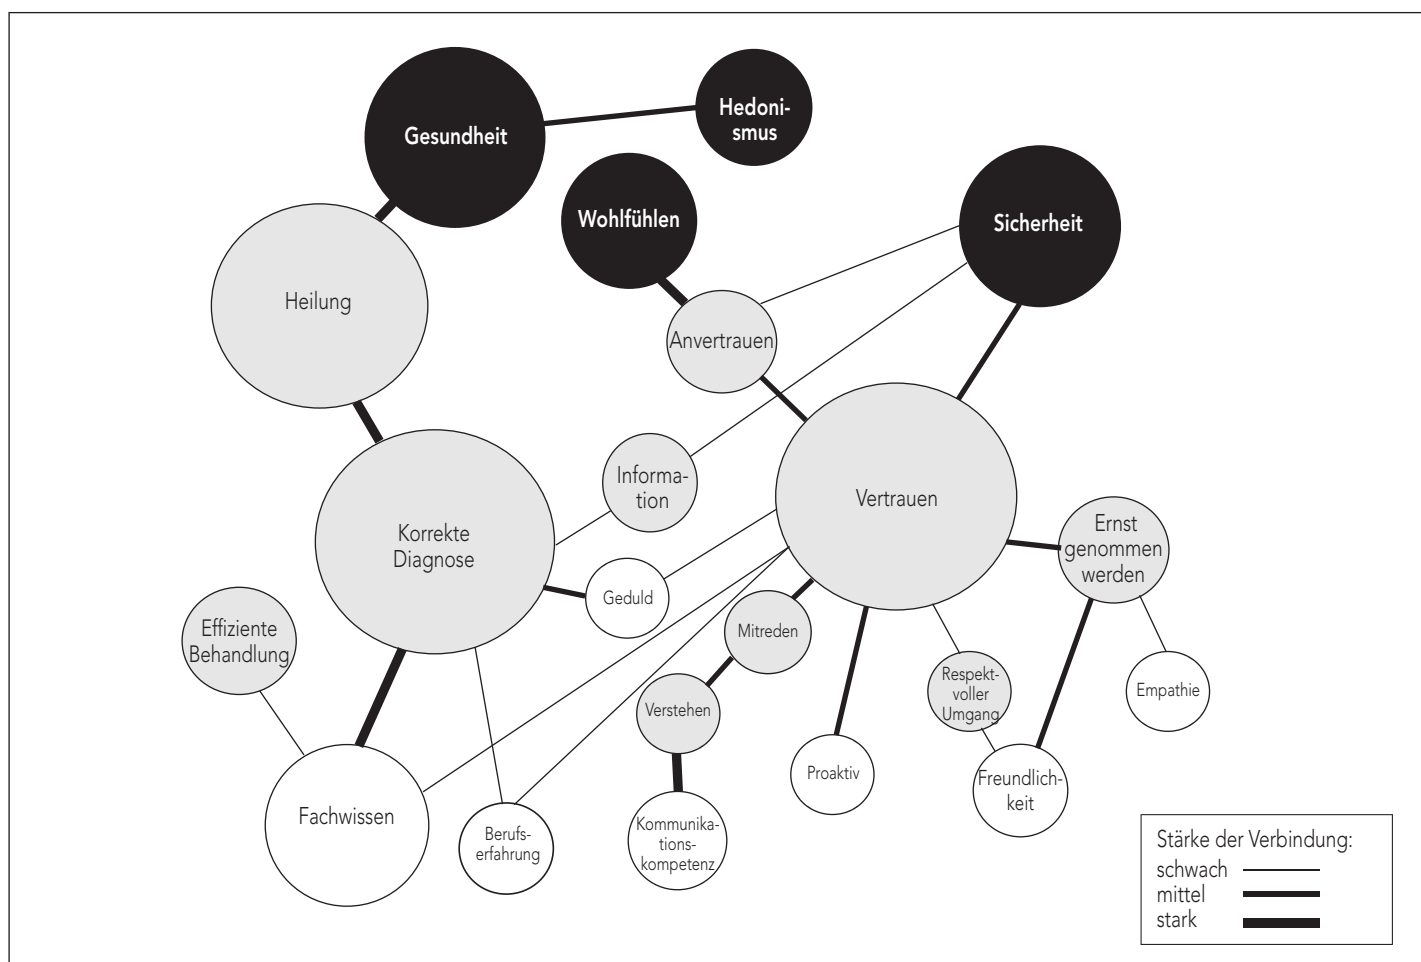 Gesundheit
Hedoni-
smus
Wohlfühlen
Sicherheit
Heilung
Anvertrauen
Informa-
tion
Vertrauen
Korrekte
Diagnose
Ernst
genommen
werden
Geduld
Effiziente
Behandlung
Mitreden
Verstehen
Respekt-
voller
Umgang
Empathie
Proaktiv
Freundlich-
keit
Fachwissen
Berufs-
erfahrung
Kommunika-
tions-
kompetenz
Stärke der Verbindung:
schwach
mittel
stark